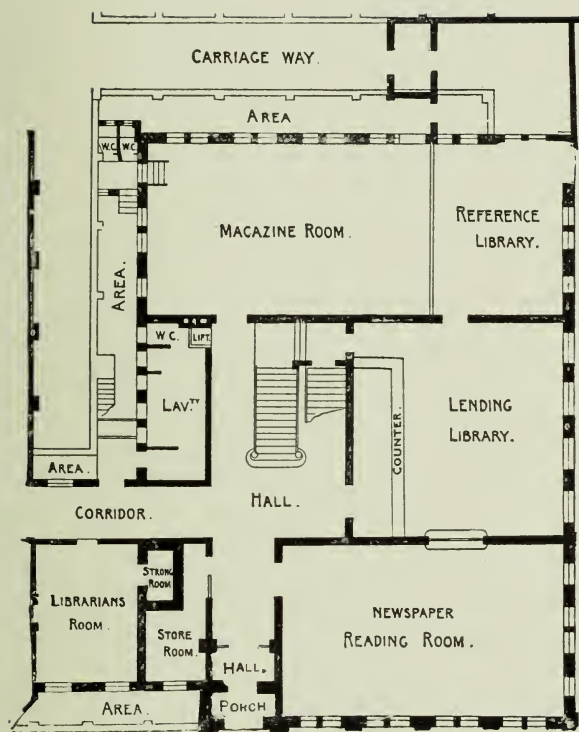 CARRIAGE WAY.
AREA
W.C. W.C.
MAGAZINE ROOM.
REFERENCE
LIBRARY.
AREA.
W.C.
LIFT.
LAV.TY
COUNTER.
LENDING
LIBRARY.
AREA.
HALL.
CORRIDOR.
STRONG
ROOM
LIBRARIANS
ROOM.
STORE
ROOM.
NEWSPAPER
READING ROOM.
HALL.
AREA.
PORCH